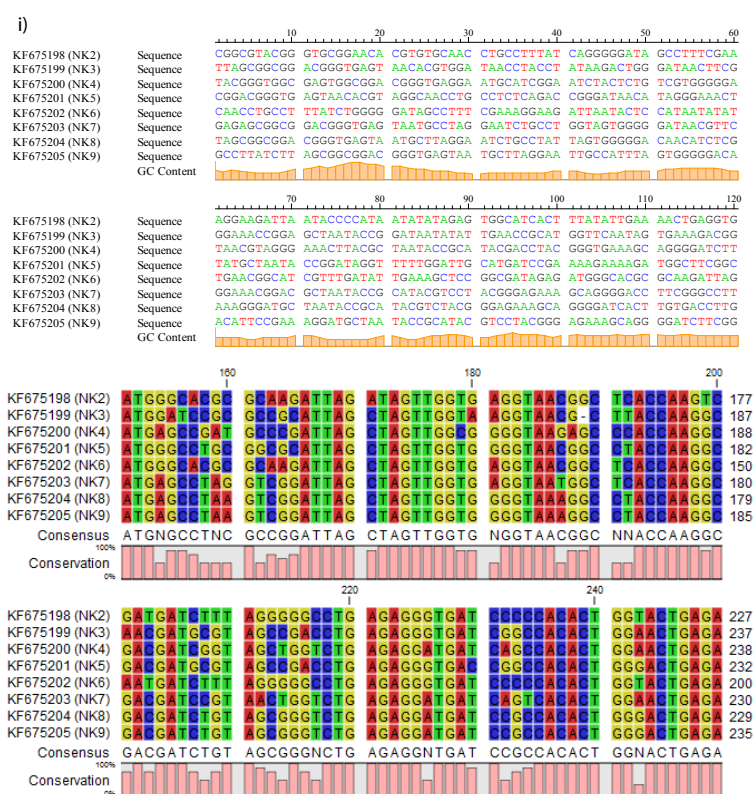 i)
10 20 30 40 50 60
KF675198 (NK2) Sequence CGGCGTACGG GTGCGGAACA CGTGTGCAAC CTGCCTTTAT CAGGGGGATA GCCTTTCGAA
KF675199 (NK3) Sequence TTAGCGGCGG ACGGGTGAGT AACACGTGGA TAACCTACCT ATAAGACTGG GATAACTTCG
KF675200 (NK4) Sequence TACGGGTGGC GAGTGGCGGA CGGGTGAGGA ATGCATCGGA ATCTACTCTG TCGTGGGGGA
KF675201 (NK5) Sequence CGGACGGGTG AGTAACACGT AGGCAACCTG CCTCTCAGAC CGGGATAACA TAGGGAAACT
KF675202 (NK6) Sequence CAACCTGCCT TTATCTGGGG GATAGCCTTT CGAAAGGAAG ATTAATACTC CATAATATAT
KF675203 (NK7) Sequence GAGAGCGGCG GACGGGTGAG TAATGCCTAG GAATCTGCCT GGTAGTGGGG GATAACGTTC
KF675204 (NK8) Sequence TAGCGGCGGA CGGGTGAGTA ATGCTTAGGA ATCTGCCTAT TAGTGGGGGA CAACATCTCG
KF675205 (NK9) Sequence GCCTTATCTT AGCGGCGGAC GGGTGAGTAA TGCTTAGGAA TTGCCATTTA GTGGGGGACA
GC Content
70 80 90 100 110 120
KF675198 (NK2) Sequence AGGAAGATTA ATACCCCATA ATATATAGAG TGGCATCACT TTATATTGAA AACTGAGGTG
KF675199 (NK3) Sequence GGAAACCGGA GCTAATACCG GATAATATAT TGAACCGCAT GGTTCAATAG TGAAAGACGG
KF675200 (NK4) Sequence TAACGTAGGG AAACTTACGC TAATACCGCA TACGACCTAC GGGTGAAAGC AGGGGATCTT
KF675201 (NK5) Sequence TATGCTAATA CCGGATAGGT TTTTGGATTG CATGATCCGA AAAGAAAAGA TGGCTTCGGC
KF675202 (NK6) Sequence TGAACGGCAT CGTTTGATAT TGAAAGCTCC GGCGATAGAG ATGGGCACGC GCAAGATTAG
KF675203 (NK7) Sequence GGAAACGGAC GCTAATACCG CATACGTCCT ACGGGAGAAA GCAGGGGACC TTCGGGCCTT
KF675204 (NK8) Sequence AAAGGGATGC TAATACCGCA TACGTCTACG GGAGAAAGCA GGGGATCACT TGTGACCTTG
KF675205 (NK9) Sequence ACATTCCGAA AGGATGCTAA TACCGCATAC GTCCTACGGG AGAAAGCAGG GGATCTTCGG
GC Content
160 180 200
KF675198 (NK2) ATGGGCACGC GCAAGATTAG ATAGTTGGTG AGGTAACGGC TCACCAAGTC 177
KF675199 (NK3) ATGGATCCGC GCCGCATTAG CTAGTTGGTA AGGTAACG-C TTACCAAGGC 187
KF675200 (NK4) ATGAGCCGAT GCCCGATTAG CTAGTTGGCG GGGTAAGAGC CCACCAAGGC 188
KF675201 (NK5) ATGGGCCTGC GGCGCATTAG CTAGTTGGTG GGGTAACGGC CTACCAAGGC 182
KF675202 (NK6) ATGGGCACGC GCAAGATTAG CTAGTTGGTG AGGTAACGGC TCACCAAGGC 150
KF675203 (NK7) ATGAGCCTAG GTCGGATTAG CTAGTTGGTG AGGTAATGGC TCACCAAGGC 180
KF675204 (NK8) ATGAGCCTAA GTCGGATTAG CTAGTTGGTG GGGTAAAGGC CTACCAAGGC 179
KF675205 (NK9) ATGAGCCTAA GTCGGATTAG CTAGTTGGTG GGGTAAAGGC CTACCAAGGC 185
Consensus ATGNGCCTNC GCCGGATTAG CTAGTTGGTG NGGTAACGGC NNACCAAGGC
100%
Conservation
0%
220 240
KF675198 (NK2) GATGATCTTT AGGGGGCCTG AGAGGGTGAT CCCCCACACT GGTACTGAGA 227
KF675199 (NK3) AACGATGCGT AGCCGACCTG AGAGGGTGAT CGGCCACACT GGAACTGAGA 237
KF675200 (NK4) GACGATCGGT AGCTGGTCTG AGAGGATGAT CAGCCACACT GGGACTGAGA 238
KF675201 (NK5) GACGATGCGT AGCCGACCTG AGAGGGTGAC CGGCCACACT GGGACTGAGA 232
KF675202 (NK6) AATGATCTTT AGGGGGCCTG AGAGGGTGAT CCCCCACACT GGTACTGAGA 200
KF675203 (NK7) GACGATCCGT AACTGGTCTG AGAGGATGAT CAGTCACACT GGAACTGAGA 230
KF675204 (NK8) GACGATCTGT AGCGGGTCTG AGAGGATGAT CCGCCACACT GGGACTGAGA 229
KF675205 (NK9) GACGATCTGT AGCGGGTCTG AGAGGATGAT CCGCCACACT GGGACTGAGA 235
Consensus GACGATCTGT AGCGGGNCTG AGAGGNTGAT CCGCCACACT GGNACTGAGA
100%
Conservation
0%